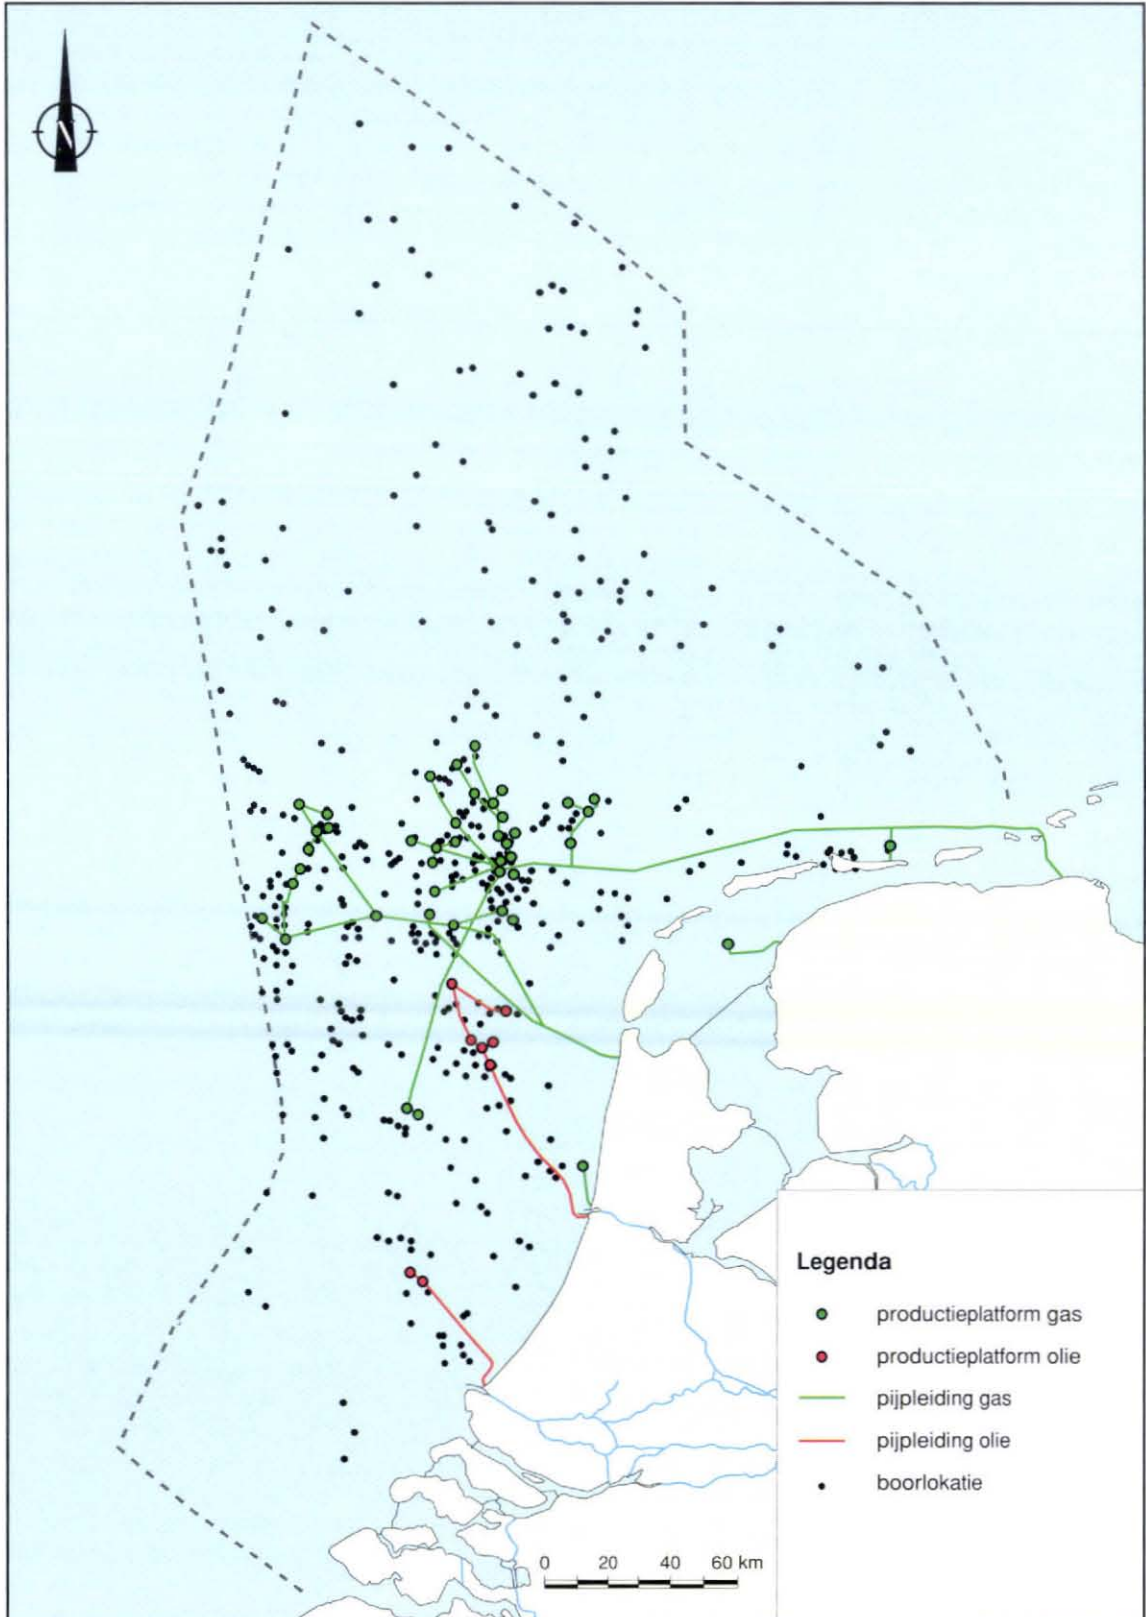 N
Legenda
productieplatform gas
productieplatform olie
pijpleiding gas
pijpleiding olie
boorlokatie
0 20 40 60 km